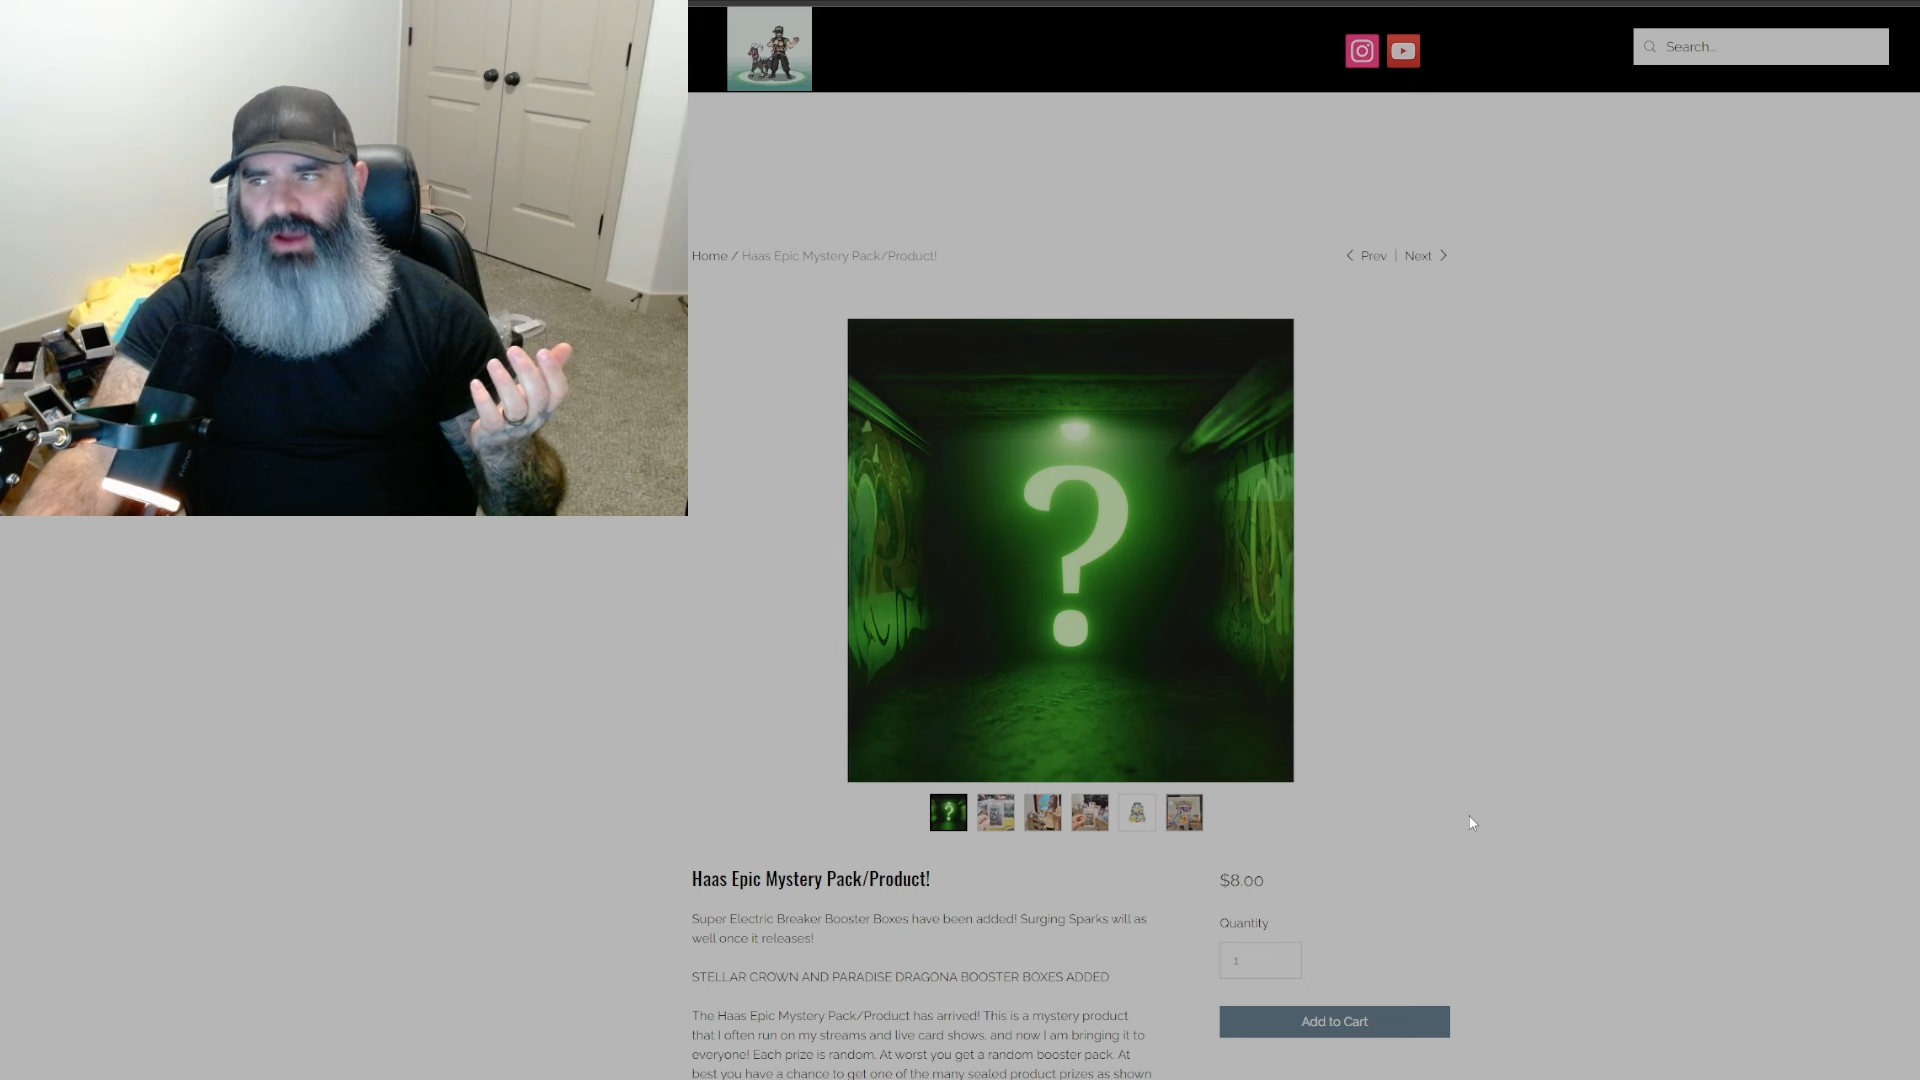 Search...
Home / Haas Epic Mystery Pack/Product!
Prev | Next
?
Haas Epic Mystery Pack/Product!
$8.00
Super Electric Breaker Booster Boxes have been added! Surging Sparks will as
well once it releases!
Quantity
1
STELLAR CROWN AND PARADISE DRAGONA BOOSTER BOXES ADDED
Add to Cart
The Haas Epic Mystery Pack/Product has arrived! This is a mystery product
that I often run on my streams and live card shows, and now I am bringing it to
everyone! Each prize is random. At worst you get a random booster pack. At
best you have a chance to get one of the many sealed product prizes as shown